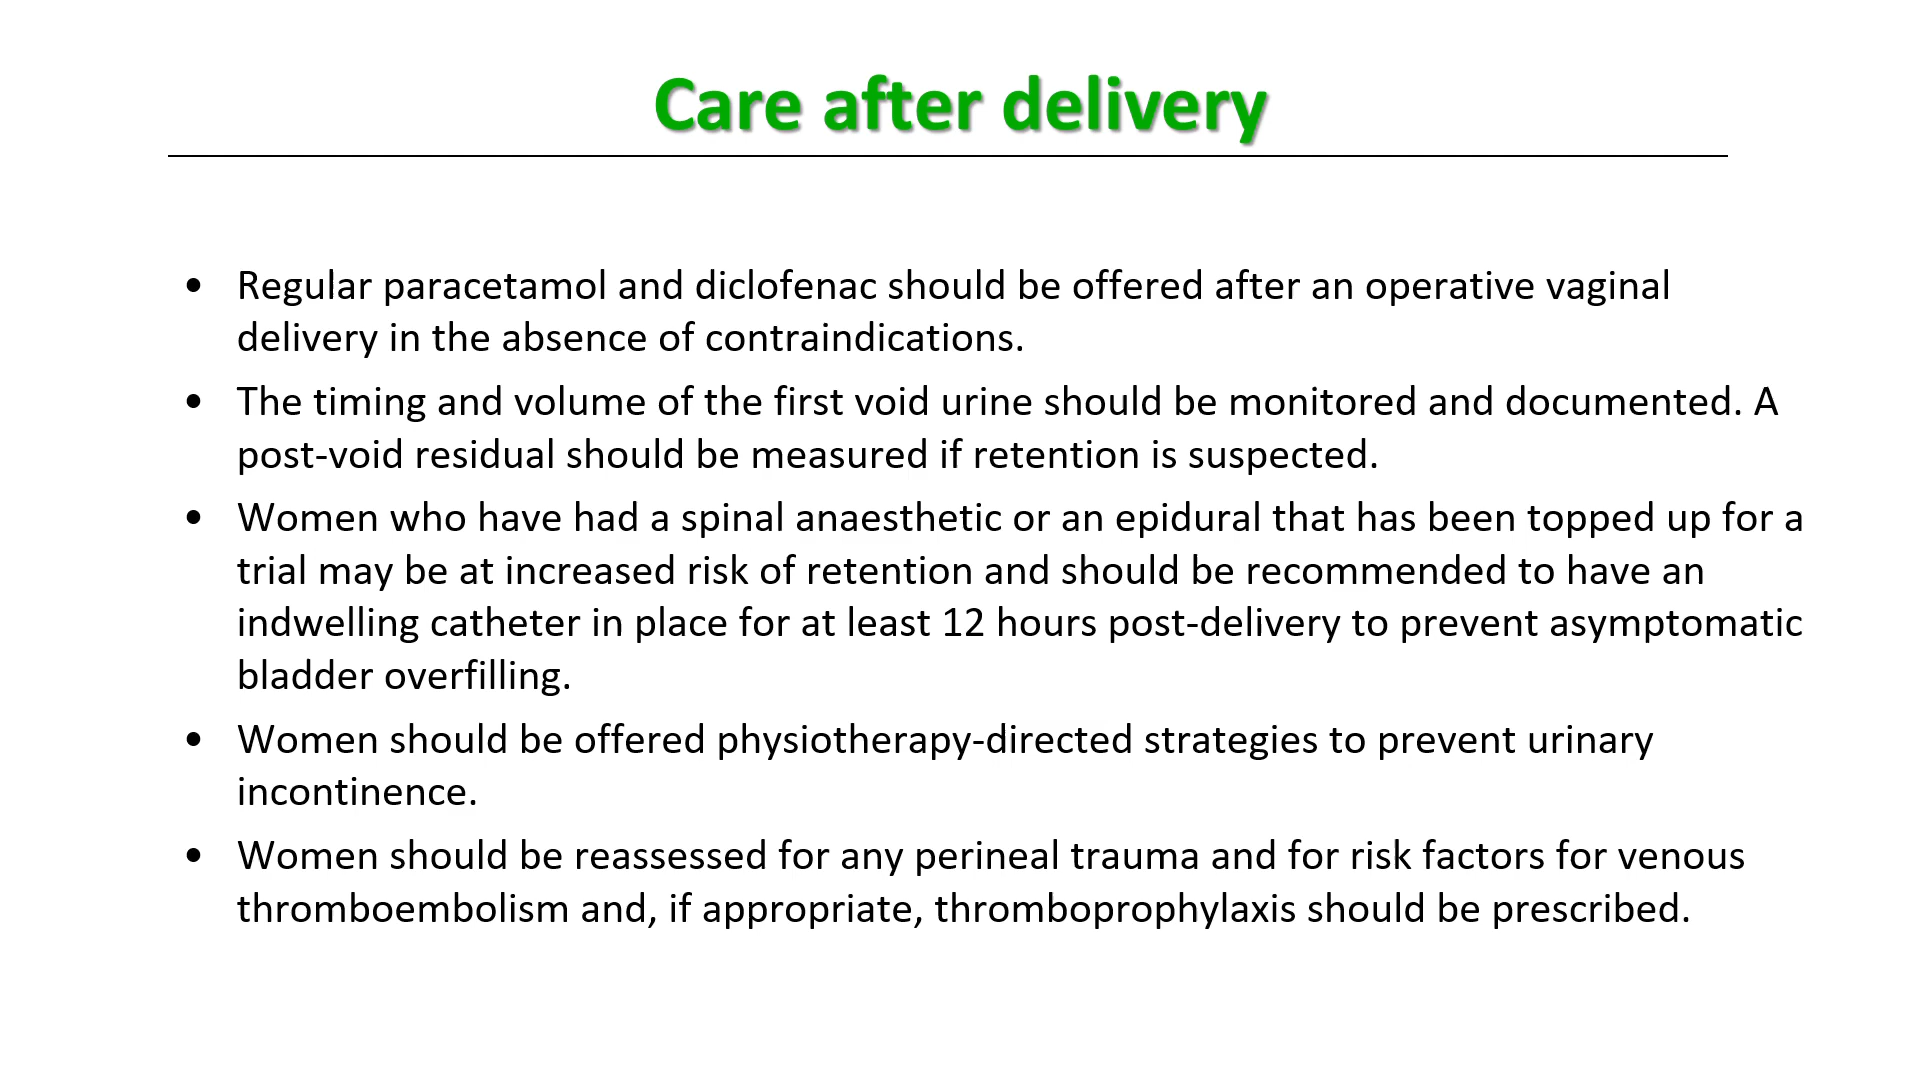 Care after delivery
• Regular paracetamol and diclofenac should be offered after an operative vaginal
delivery in the absence of contraindications.
• The timing and volume of the first void urine should be monitored and documented. A
post-void residual should be measured if retention is suspected.
• Women who have had a spinal anaesthetic or an epidural that has been topped up for a
trial may be at increased risk of retention and should be recommended to have an
indwelling catheter in place for at least 12 hours post-delivery to prevent asymptomatic
bladder overfilling.
• Women should be offered physiotherapy-directed strategies to prevent urinary
incontinence.
• Women should be reassessed for any perineal trauma and for risk factors for venous
thromboembolism and, if appropriate, thromboprophylaxis should be prescribed.